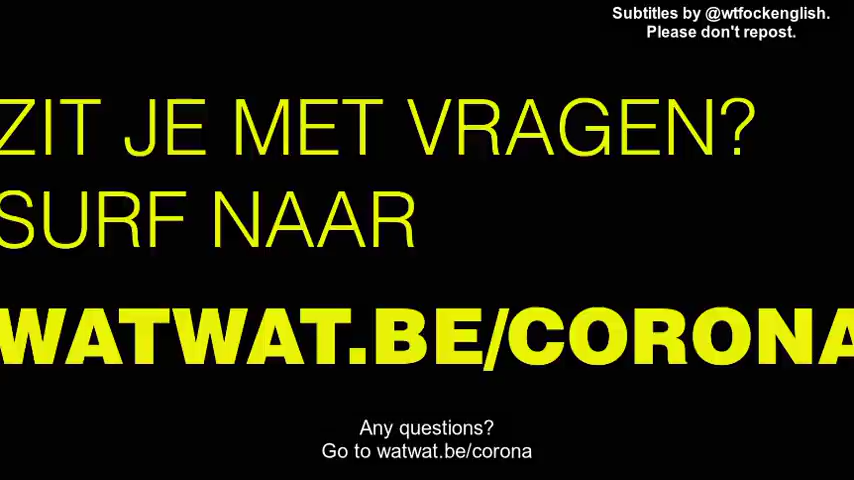 Subtitles by @wtfockenglish.
Please don't repost.
ZIT JE MET VRAGEN?
SURF NAAR
WATWAT.BE/CORONA
Any questions?
Go to watwat.be/corona